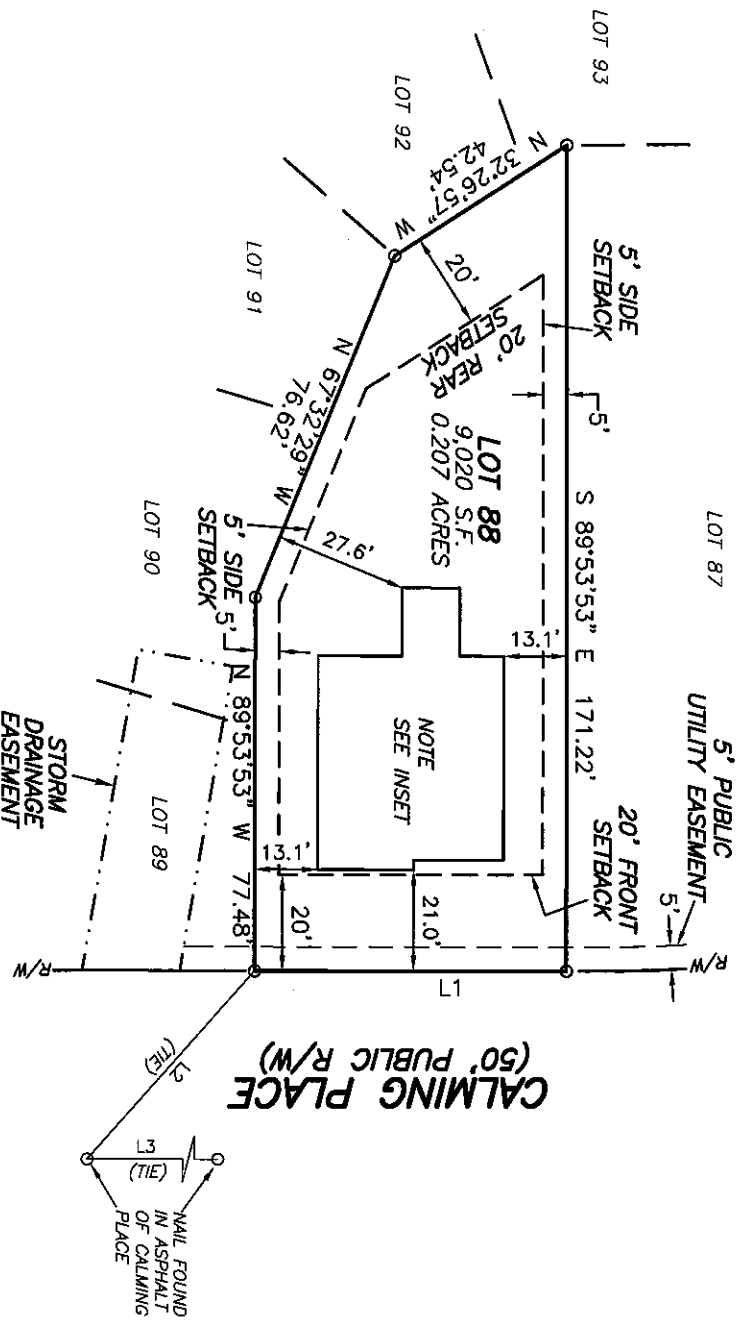 LOT 93
LOT 92
LOT 91
LOT 90
LOT 89
LOT 87
N 32°26'57" W
42.54'
20'
20' REAR
SETBACK
5' SIDE
SETBACK
5'
S 89°53'53" E 171.22'
LOT 88
9,020 S.F.
0.207 ACRES
N 67°32'29" W
76.62'
5' SIDE
SETBACK
5'
27.6'
13.1'
NOTE
SEE INSET
N 89°53'53" W 77.48'
13.1'
20'
21.0'
20' FRONT
SETBACK
5' PUBLIC
UTILITY EASEMENT
5'
R/W
R/W
STORM
DRAINAGE
EASEMENT
L1
CALMING PLACE
(50' PUBLIC R/W)
L2
(TIE)
L3
(TIE)
NAIL FOUND
IN ASPHALT
OF CALMING
PLACE